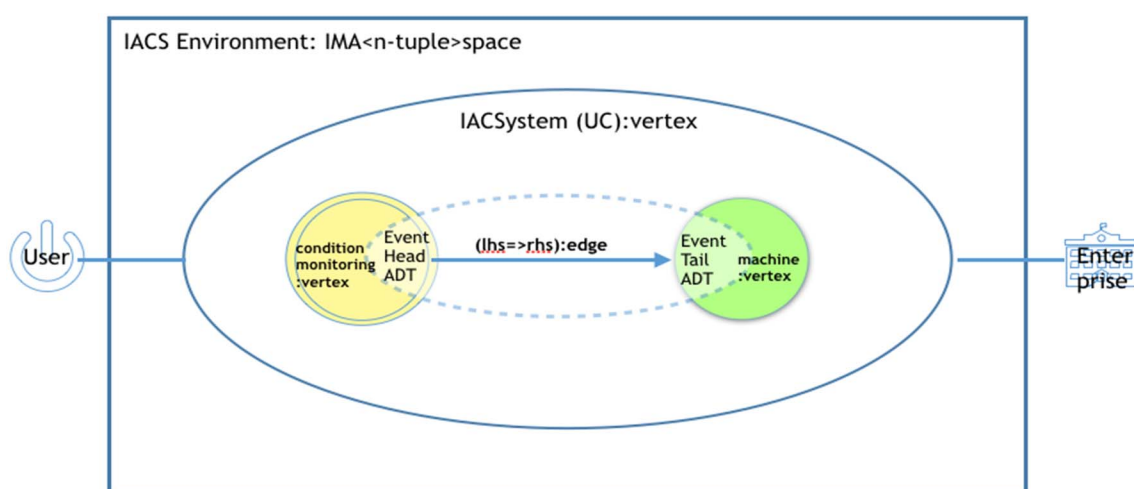 IACS Environment: IMA<n-tuple>space
IACSystem (UC):vertex
User
condition
monitoring
:vertex
Event
Head
ADT
(lhs=>rhs):edge
Event
Tail
ADT
machine
:vertex
Enter
prise